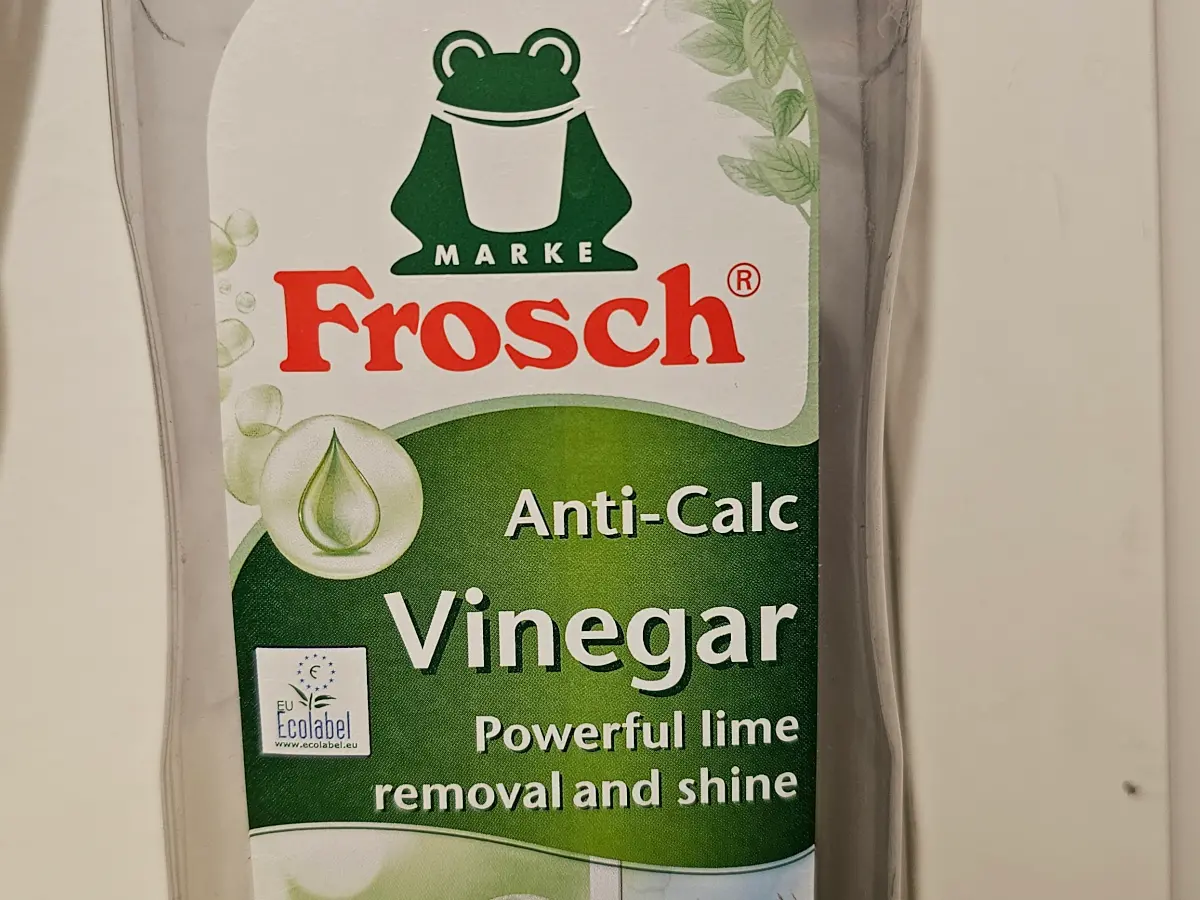 MARKE
Frosch®
Anti-Calc
Vinegar
EU
Ecolabel
www.ecolabel.eu
Powerful lime
removal and shine